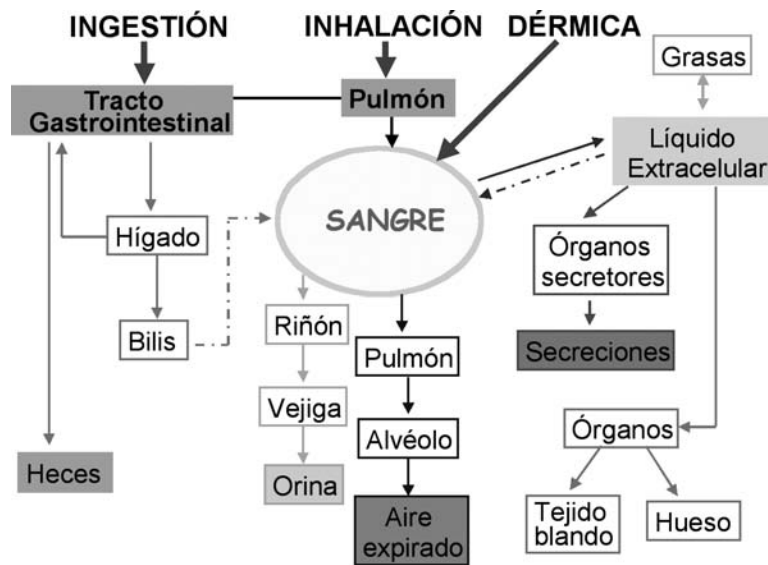 INGESTIÓN
INHALACIÓN
DÉRMICA
Grasas
Tracto
Gastrointestinal
Pulmón
Líquido
Extracelular
SANGRE
Hígado
Órganos
secretores
Bilis
Riñón
Pulmón
Secreciones
Vejiga
Alvéolo
Órganos
Heces
Orina
Aire
expirado
Tejido
blando
Hueso